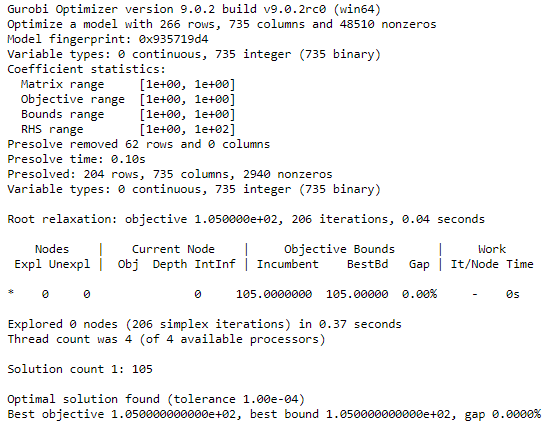 Gurobi Optimizer version 9.0.2 build v9.0.2rc0 (win64)
Optimize a model with 266 rows, 735 columns and 48510 nonzeros
Model fingerprint: 0x935719d4
Variable types: 0 continuous, 735 integer (735 binary)
Coefficient statistics:
  Matrix range     [1e+00, 1e+00]
  Objective range  [1e+00, 1e+00]
  Bounds range     [1e+00, 1e+00]
  RHS range        [1e+00, 1e+02]
Presolve removed 62 rows and 0 columns
Presolve time: 0.10s
Presolved: 204 rows, 735 columns, 2940 nonzeros
Variable types: 0 continuous, 735 integer (735 binary)

Root relaxation: objective 1.050000e+02, 206 iterations, 0.04 seconds

    Nodes    |    Current Node    |     Objective Bounds      |     Work
 Expl Unexpl |  Obj  Depth IntInf | Incumbent    BestBd   Gap | It/Node Time

*    0     0               0     105.0000000  105.00000  0.00%     -    0s

Explored 0 nodes (206 simplex iterations) in 0.37 seconds
Thread count was 4 (of 4 available processors)

Solution count 1: 105

Optimal solution found (tolerance 1.00e-04)
Best objective 1.050000000000e+02, best bound 1.050000000000e+02, gap 0.0000%